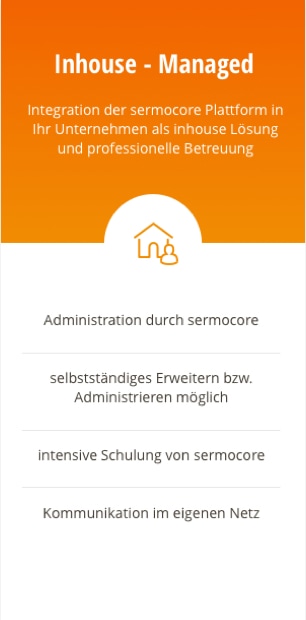 Inhouse - Managed
Integration der sermocore Plattform in
Ihr Unternehmen als inhouse Lösung
und professionelle Betreuung
Administration durch sermocore
selbstständiges Erweitern bzw.
Administrieren möglich
intensive Schulung von sermocore
Kommunikation im eigenen Netz